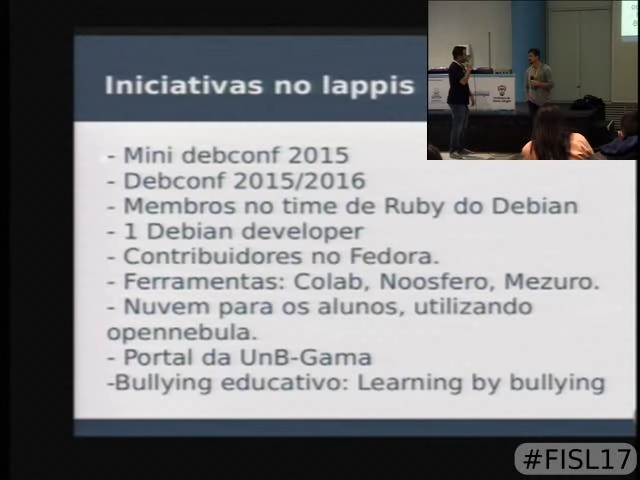 Iniciativas no lappis
- Mini debconf 2015
- Debconf 2015/2016
- Membros no time de Ruby do Debian
- 1 Debian developer
- Contribuidores no Fedora.
- Ferramentas: Colab, Noosfero, Mezuro.
- Nuvem para os alunos, utilizando
opennebula.
- Portal da UnB-Gama
-Bullying educativo: Learning by bullying
#FISL17